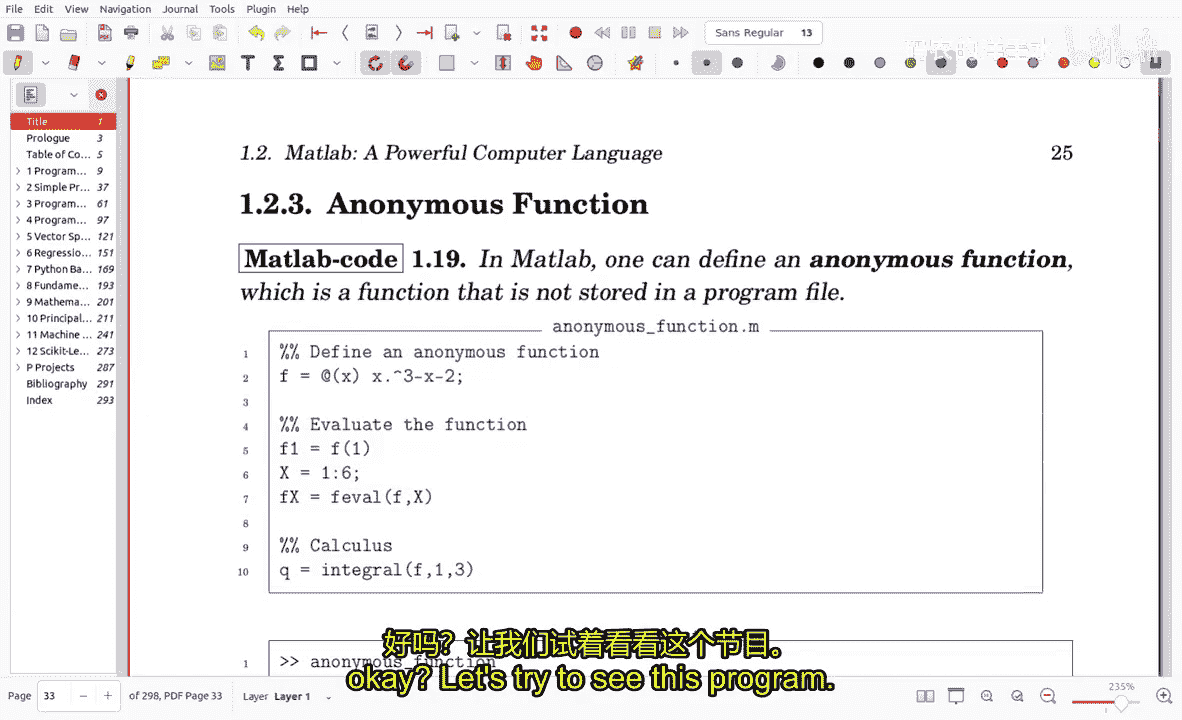 File Edit View Navigation Journal Tools Plugin Help
Sans Regular 13
Title 1
Prologue 3
Table of Co... 5
1 Program... 9
2 Simple Pr... 37
3 Program... 61
4 Program... 97
5 Vector Sp... 121
6 Regressio... 151
7 Python Ba... 169
8 Fundame... 193
9 Mathema... 201
10 Principal... 211
11 Machine ... 241
12 Scikit-Le... 273
P Projects 287
Bibliography 291
Index 293
1.2. Matlab: A Powerful Computer Language 25
1.2.3. Anonymous Function
Matlab-code 1.19. In Matlab, one can define an anonymous function,
which is a function that is not stored in a program file.
anonymous_function.m
1 %% Define an anonymous function
2 f = @(x) x.^3-x-2;
3
4 %% Evaluate the function
5 f1 = f(1)
6 X = 1:6;
7 fX = feval(f,X)
8
9 %% Calculus
10 q = integral(f,1,3)
1 >> anonymous_function
好吗？让我们试着看看这个节目。
okay? Let's try to see this program.
Page 33 − + of 298, PDF Page 33 Layer Layer 1 235%